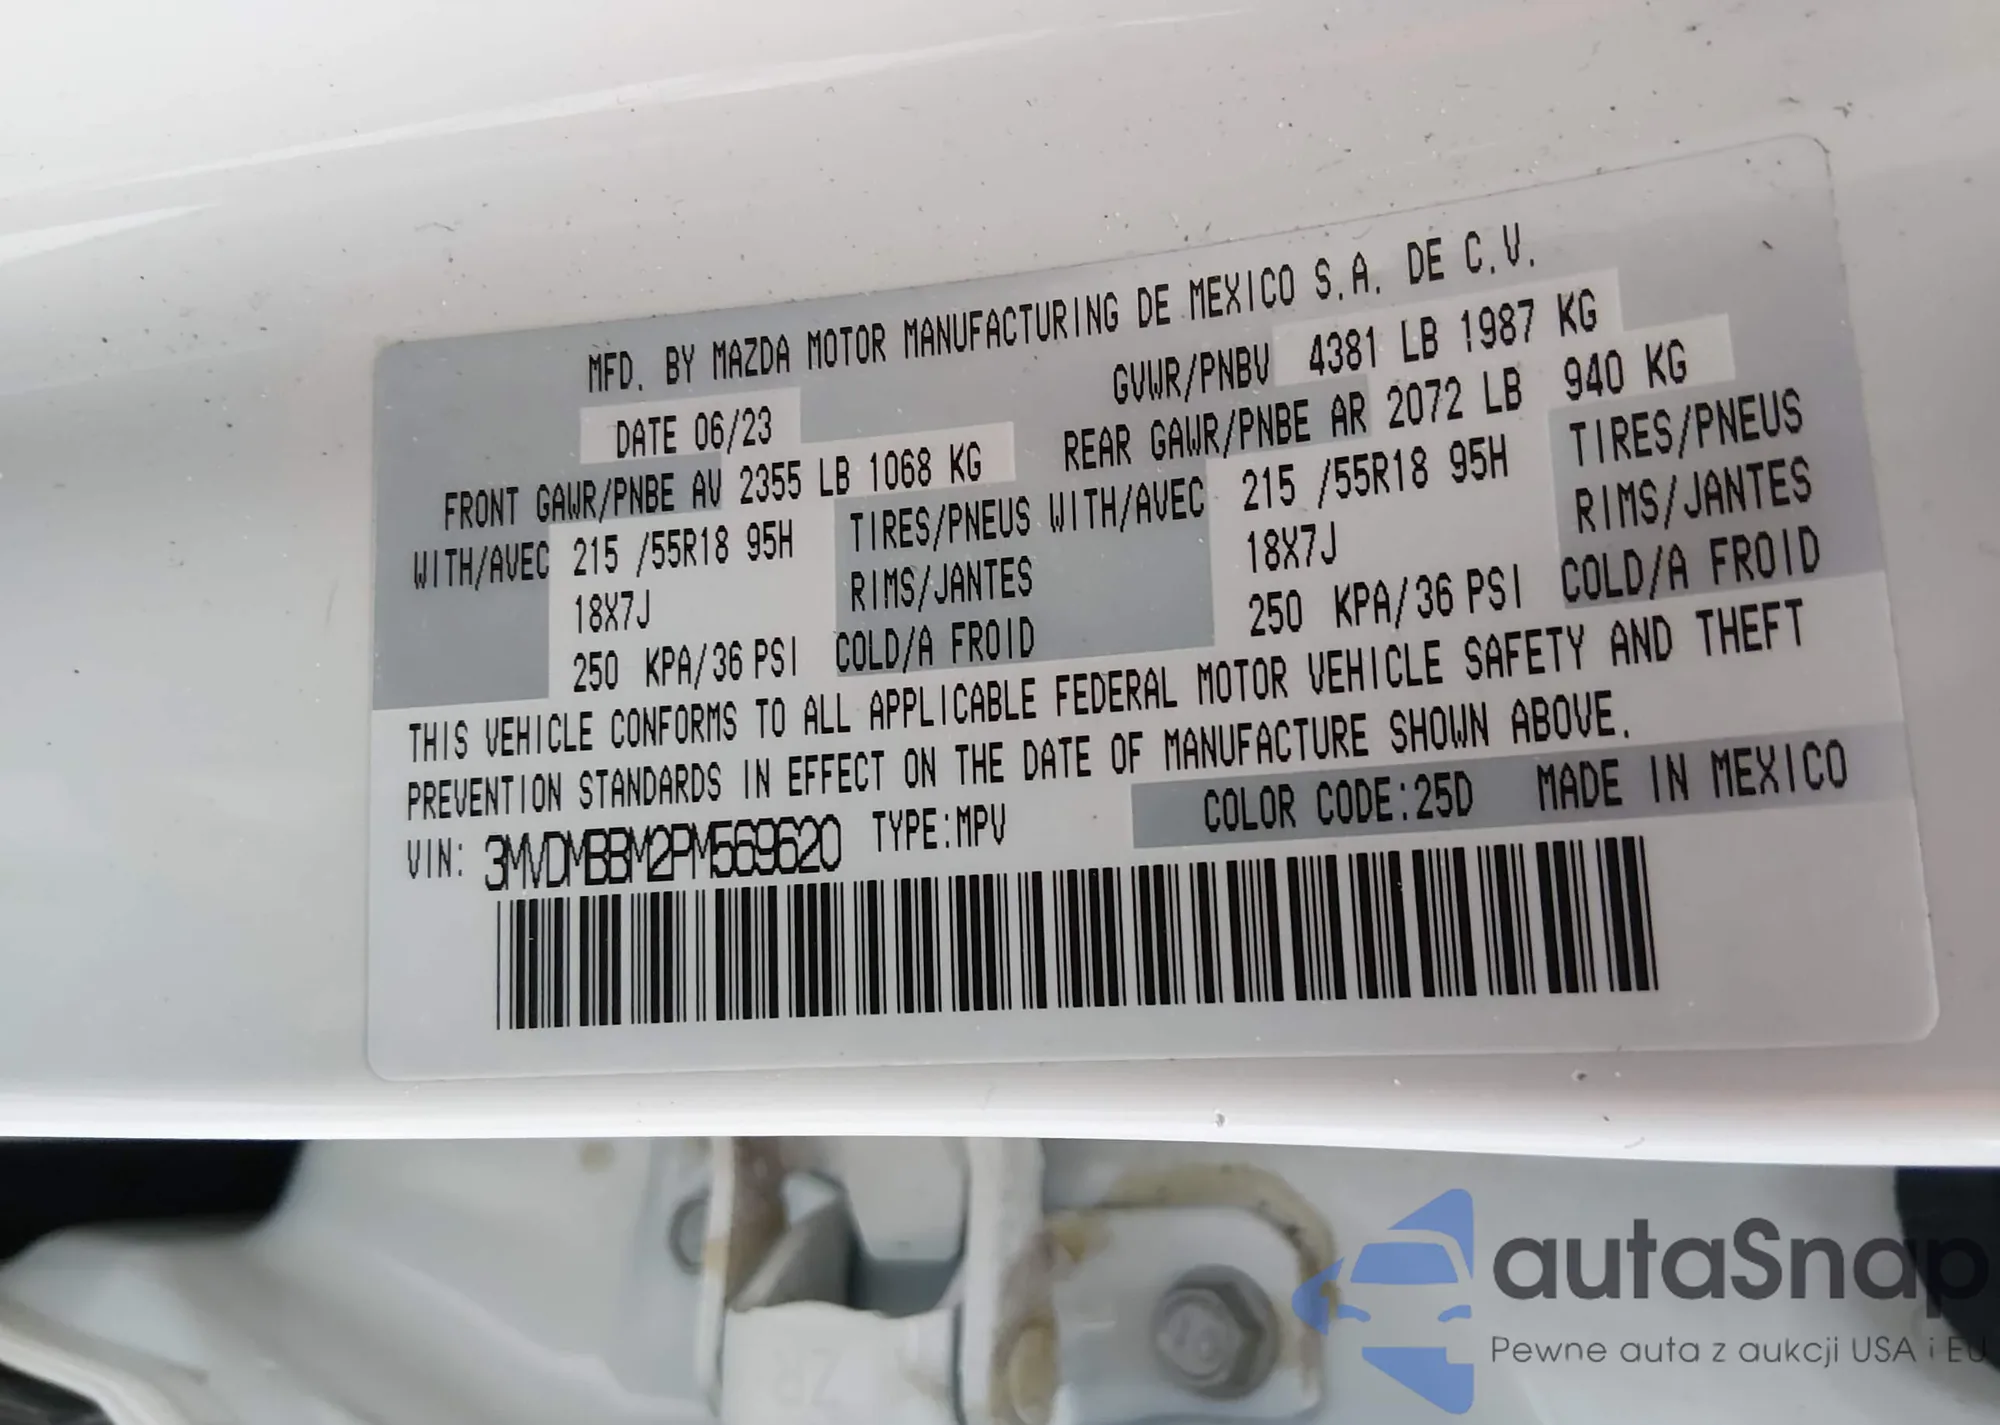 MFD. BY MAZDA MOTOR MANUFACTURING DE MEXICO S.A. DE C.V.
DATE 06/23
GVWR/PNBV 4381 LB 1987 KG
FRONT GAWR/PNBE AV 2355 LB 1068 KG
REAR GAWR/PNBE AR 2072 LB 940 KG
WITH/AVEC 215 /55R18 95H TIRES/PNEUS
18X7J RIMS/JANTES
250 KPA/36 PSI COLD/A FROID
WITH/AVEC 215 /55R18 95H TIRES/PNEUS
18X7J RIMS/JANTES
250 KPA/36 PSI COLD/A FROID
THIS VEHICLE CONFORMS TO ALL APPLICABLE FEDERAL MOTOR VEHICLE SAFETY AND THEFT
PREVENTION STANDARDS IN EFFECT ON THE DATE OF MANUFACTURE SHOWN ABOVE.
VIN: 3MVDMBBM2PM569620 TYPE:MPV COLOR CODE:25D MADE IN MEXICO
autaSnap
Pewne auta z aukcji USA i EU